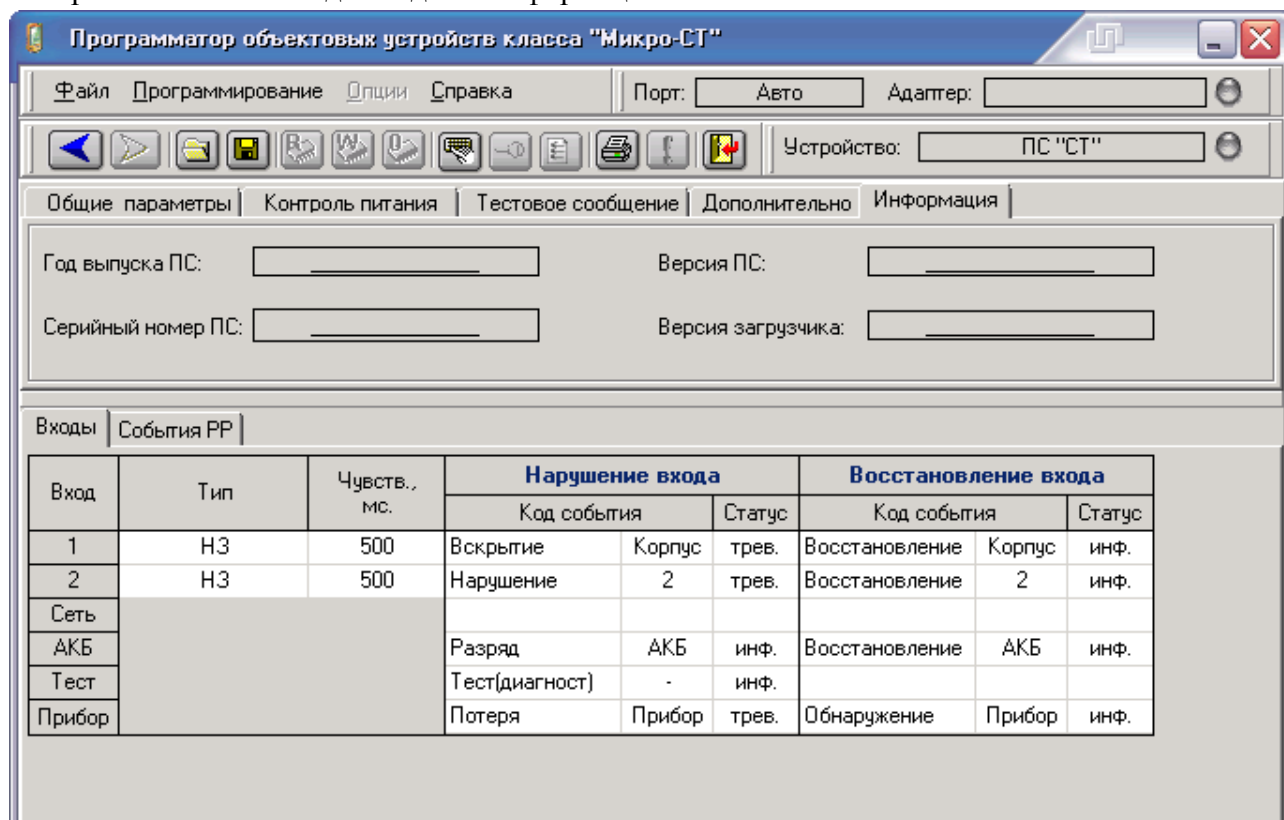 Программатор объектовых устройств класса "Микро-СТ"
Файл Программирование Опции Справка Порт: Авто Адаптер:
Устройство: ПС "СТ"
Общие параметры Контроль питания Тестовое сообщение Дополнительно Информация
Год выпуска ПС: Версия ПС:
Серийный номер ПС: Версия загрузчика:
Входы События РР
Вход Тип Чувств., мс. Нарушение входа Восстановление входа
Код события Статус Код события Статус
1 НЗ 500 Вскрытие Корпус трев. Восстановление Корпус инф.
2 НЗ 500 Нарушение 2 трев. Восстановление 2 инф.
Сеть
АКБ Разряд АКБ инф. Восстановление АКБ инф.
Тест Тест(диагност) - инф.
Прибор Потеря Прибор трев. Обнаружение Прибор инф.